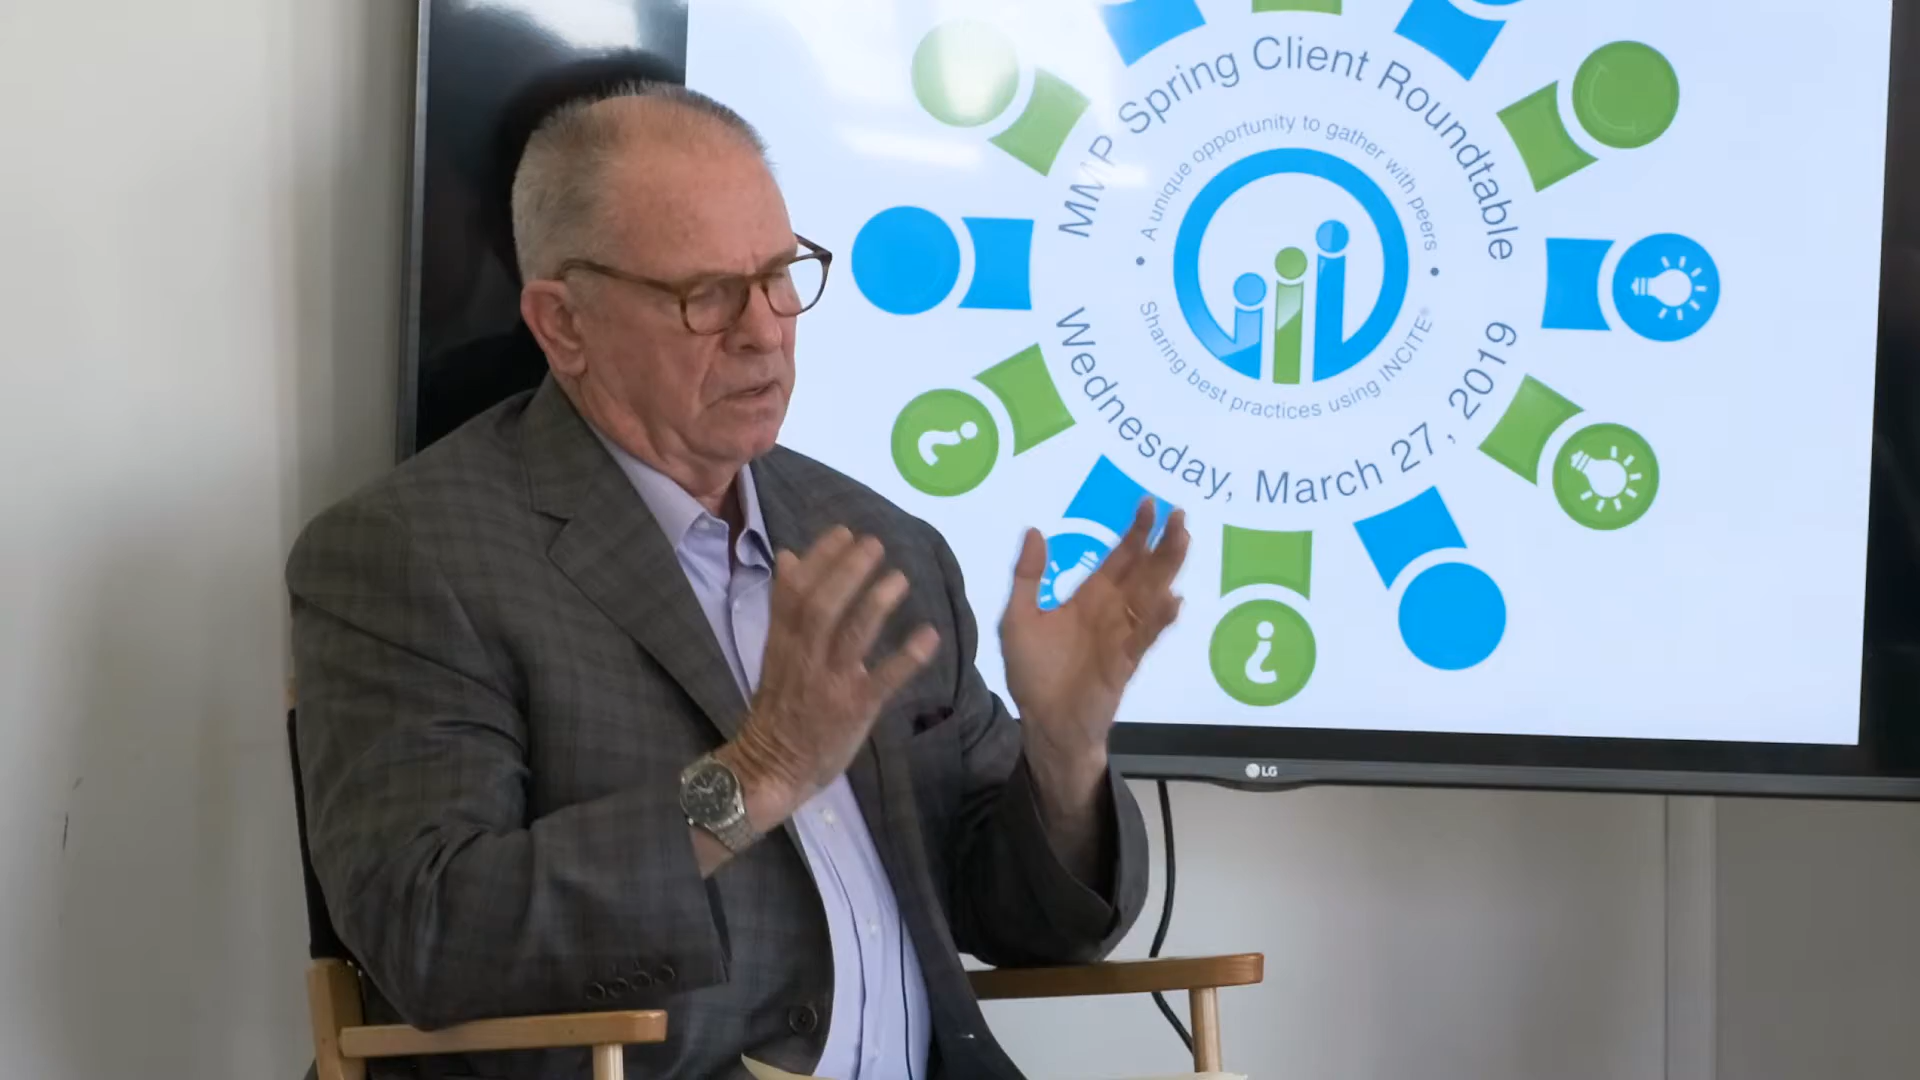 MMP Spring Client Roundtable
A unique opportunity to gather with peers
Sharing best practices using INCITE®
Wednesday, March 27, 2019
LG